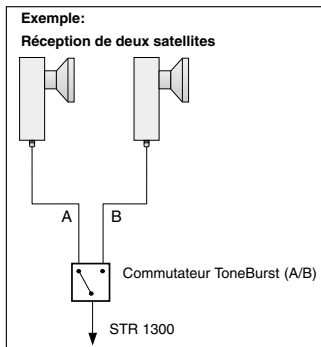 Exemple:
Réception de deux satellites
A
B
Commutateur ToneBurst (A/B)
STR 1300